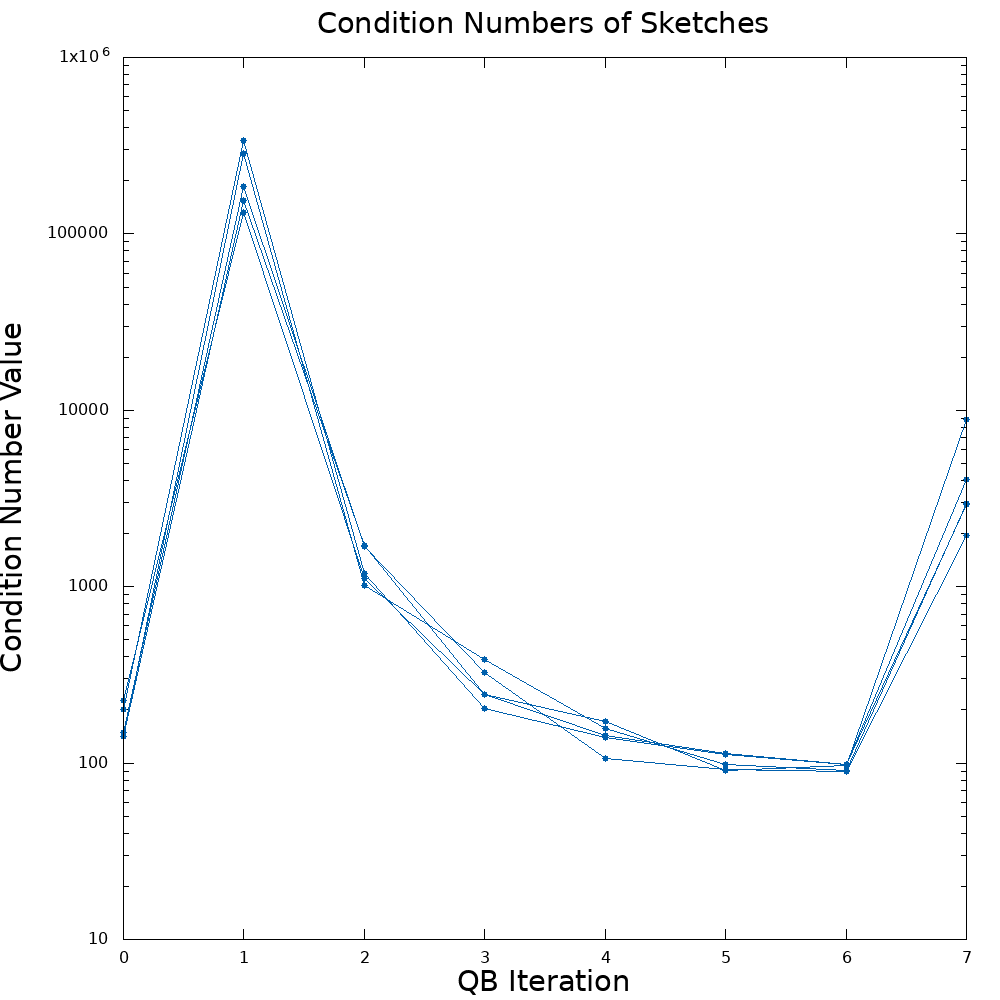 Condition Numbers of Sketches
1x10^6
100000
10000
1000
100
10
Condition Number Value
0 1 2 3 4 5 6 7
QB Iteration